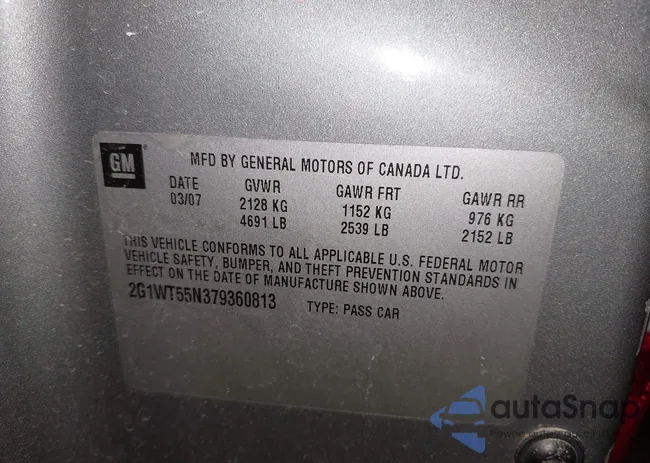 GM
MFD BY GENERAL MOTORS OF CANADA LTD.
DATE GVWR GAWR FRT GAWR RR
03/07 2128 KG 1152 KG 976 KG
4691 LB 2539 LB 2152 LB
THIS VEHICLE CONFORMS TO ALL APPLICABLE U.S. FEDERAL MOTOR
VEHICLE SAFETY, BUMPER, AND THEFT PREVENTION STANDARDS IN
EFFECT ON THE DATE OF MANUFACTURE SHOWN ABOVE.
2G1WT55N379360813 TYPE: PASS CAR
autaSnap